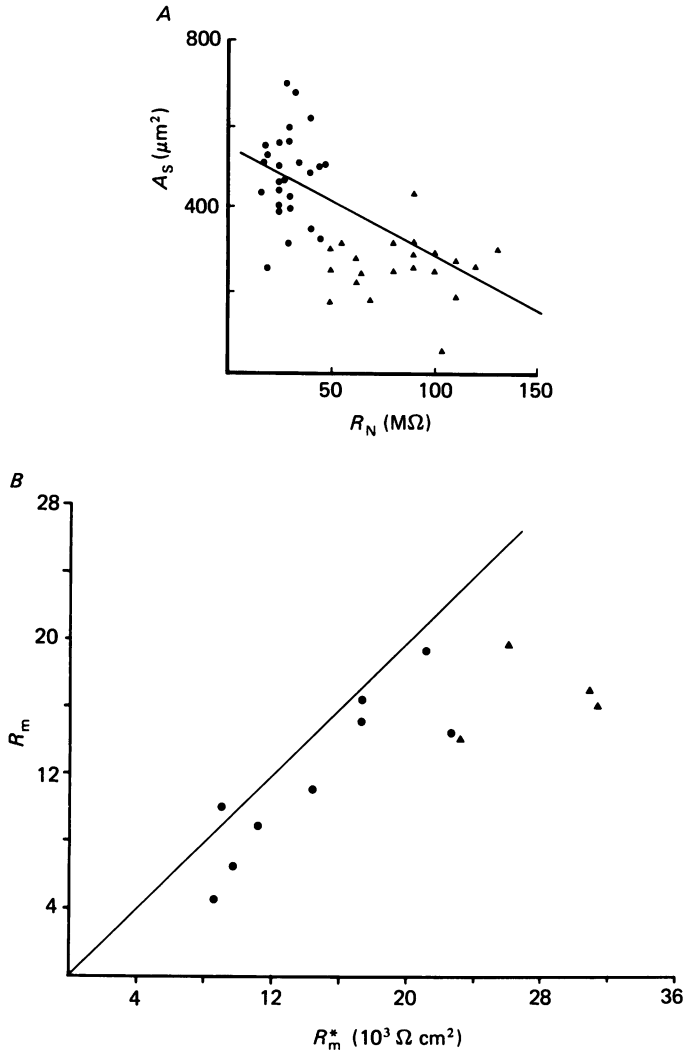 A
800
400
A_S (μm²)
50 100 150
R_N (MΩ)
B
28
20
12
4
R_m
4 12 20 28 36
R*_m (10³ Ω cm²)